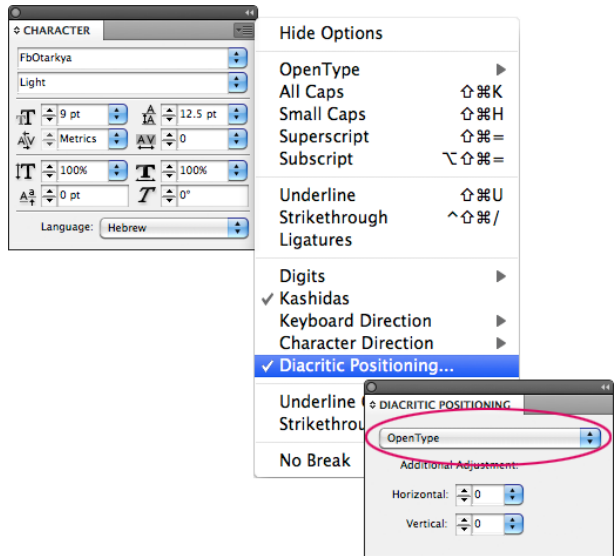 CHARACTER
FbOtarkya
Light
9 pt 12.5 pt
Metrics 0
100% 100%
0 pt 0°
Language: Hebrew
Hide Options
OpenType
All Caps ⇧⌘K
Small Caps ⇧⌘H
Superscript ⇧⌘=
Subscript ⌥⇧⌘=
Underline ⇧⌘U
Strikethrough ^⇧⌘/
Ligatures
Digits
✓ Kashidas
Keyboard Direction
Character Direction
✓ Diacritic Positioning...
Underline
No Break
DIACRITIC POSITIONING
OpenType
Additional Adjustment:
Horizontal: 0
Vertical: 0